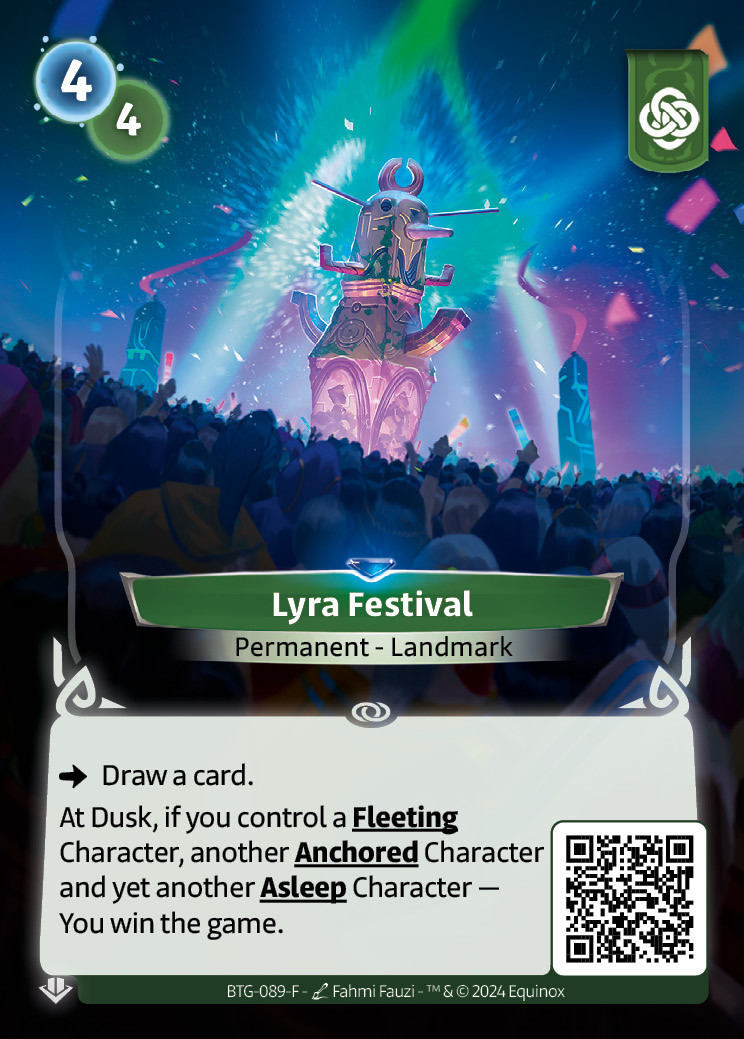 4
4
Lyra Festival
Permanent - Landmark
Draw a card.
At Dusk, if you control a Fleeting
Character, another Anchored Character
and yet another Asleep Character —
You win the game.
BTG-089-F - Fahmi Fauzi - ™ & © 2024 Equinox